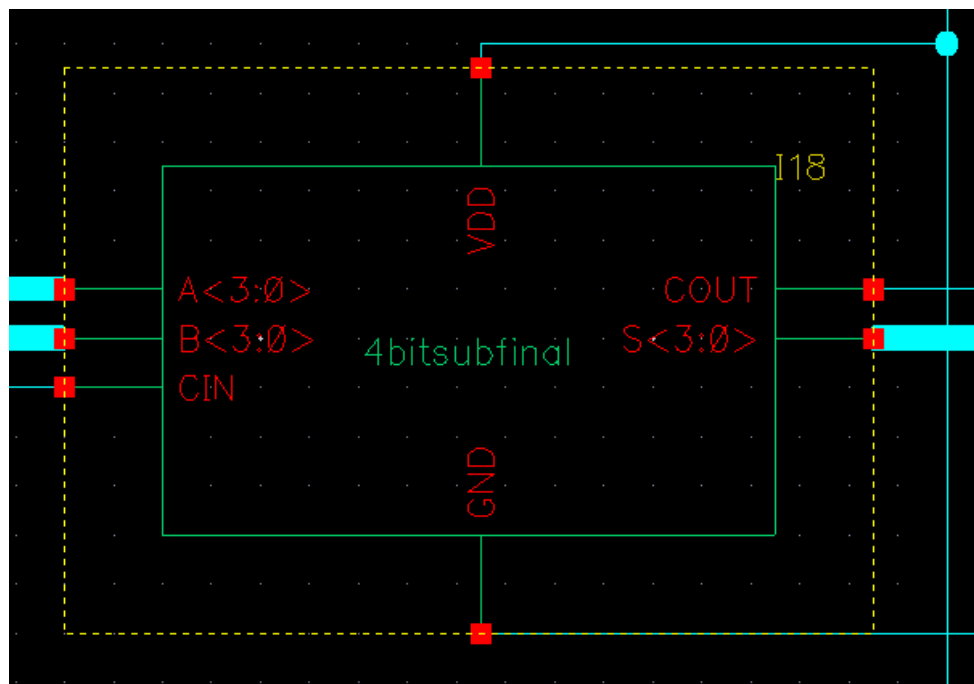 I18
VDD
A<3:0>
COUT
B<3:0>
4bitsubfinal
S<3:0>
CIN
GND